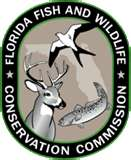 FLORIDA FISH AND WILDLIFE
CONSERVATION COMMISSION